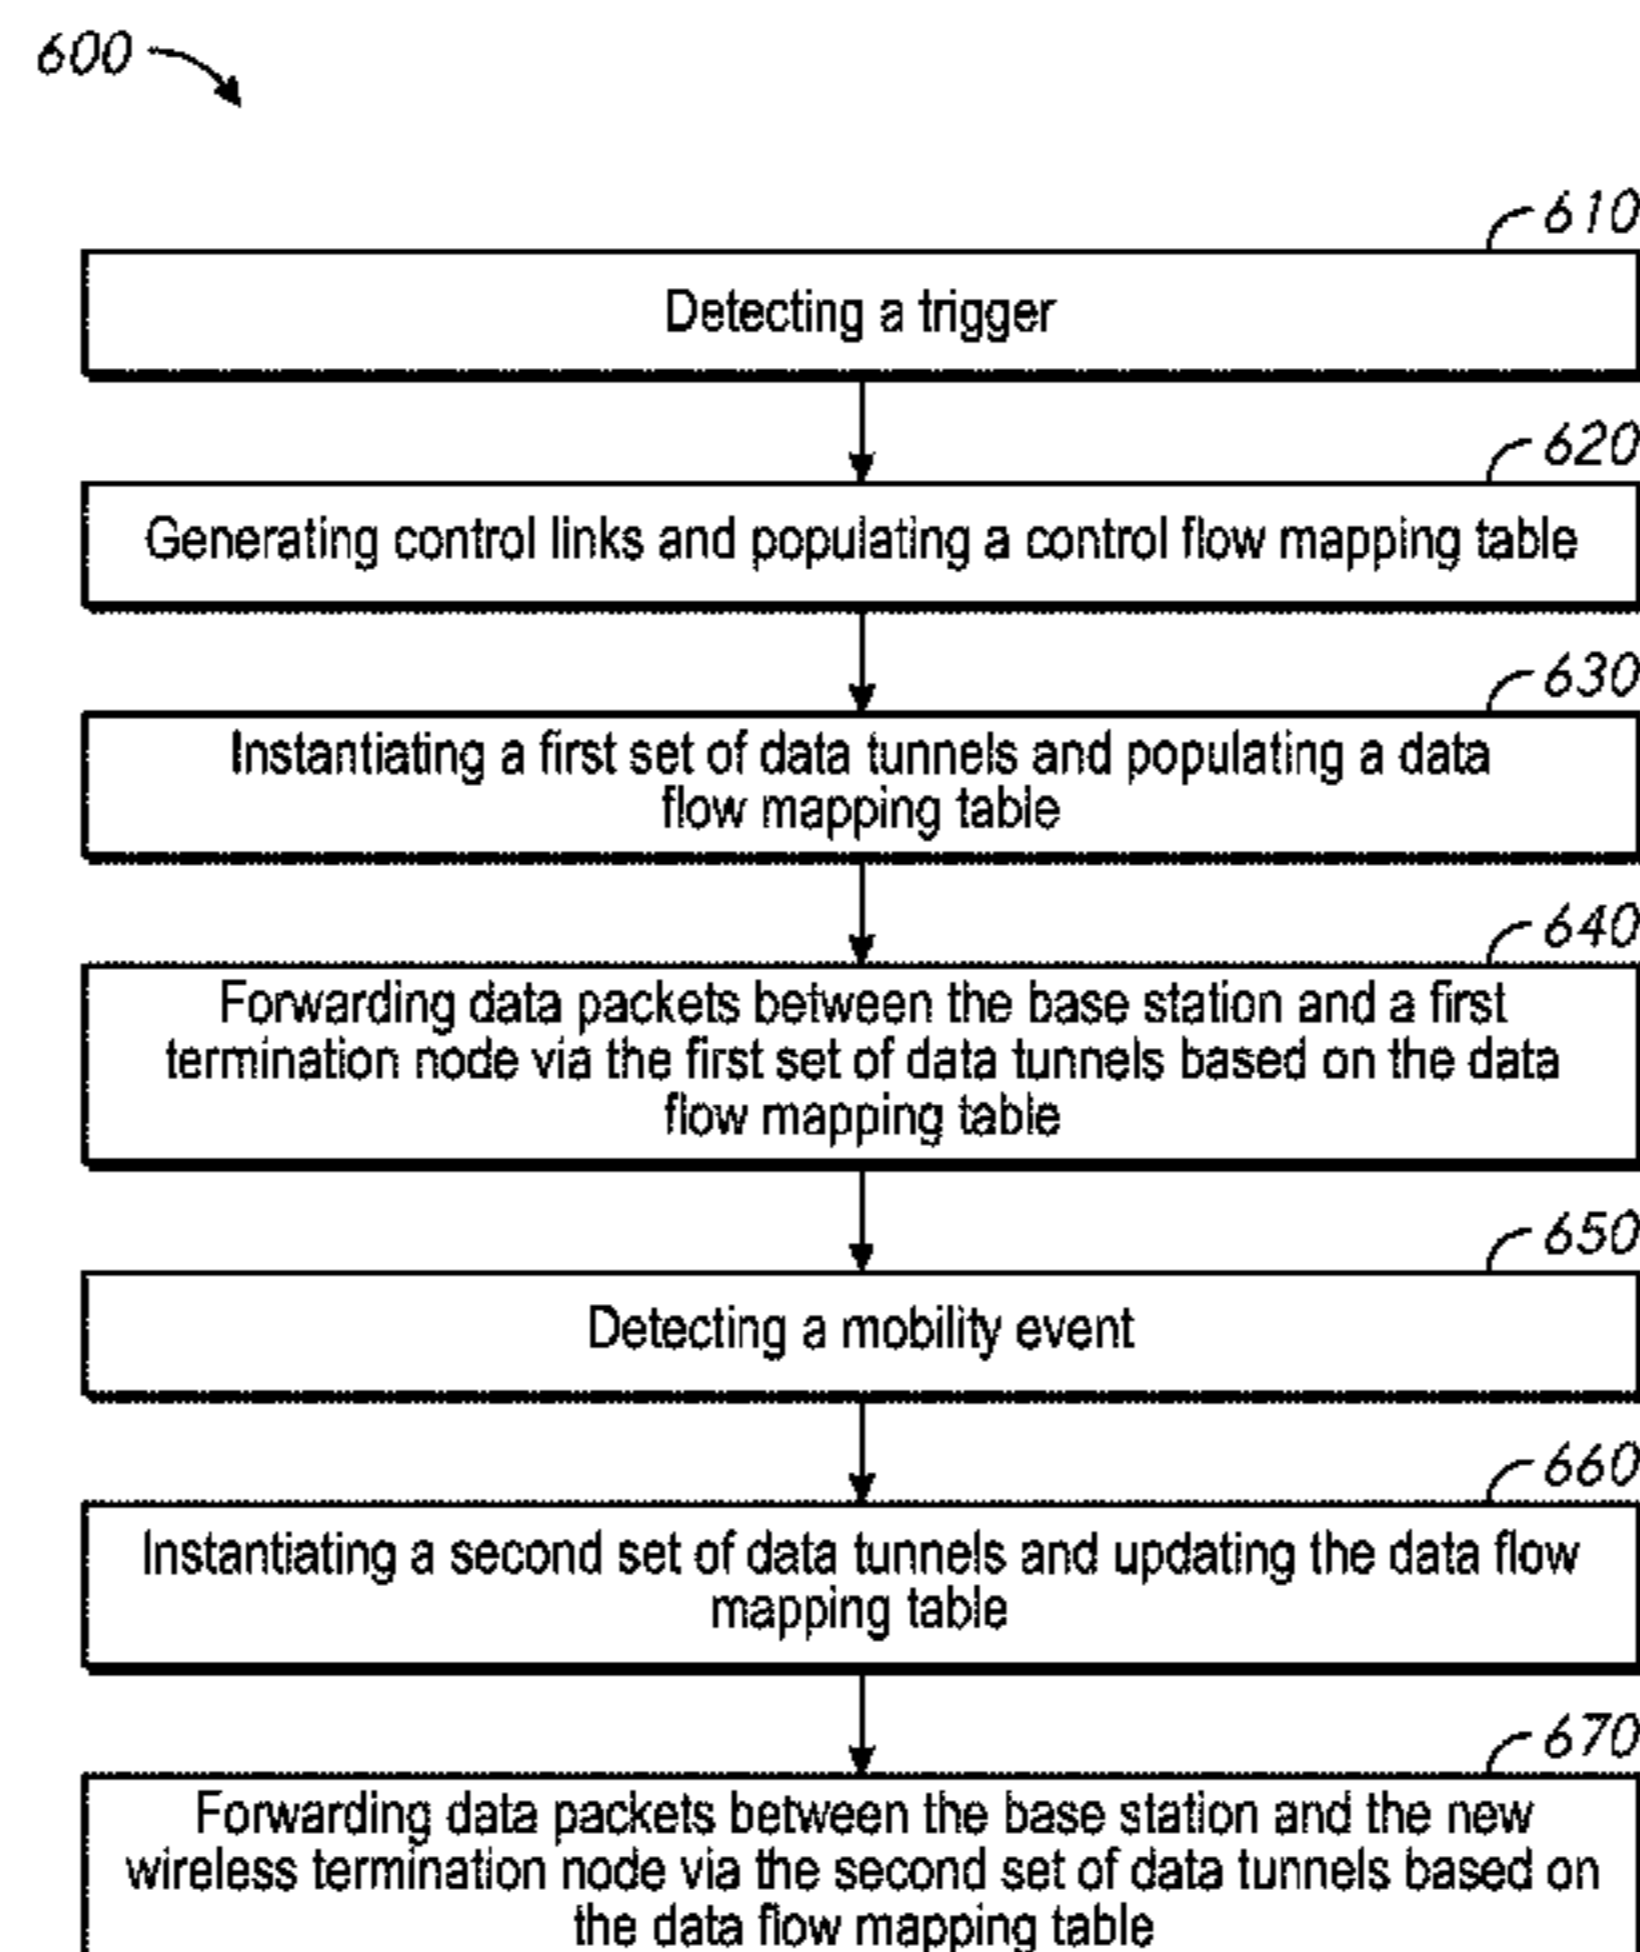 600
610
Detecting a trigger
620
Generating control links and populating a control flow mapping table
630
Instantiating a first set of data tunnels and populating a data
flow mapping table
640
Forwarding data packets between the base station and a first
termination node via the first set of data tunnels based on the data
flow mapping table
650
Detecting a mobility event
660
Instantiating a second set of data tunnels and updating the data flow
mapping table
670
Forwarding data packets between the base station and the new
wireless termination node via the second set of data tunnels based on
the data flow mapping table